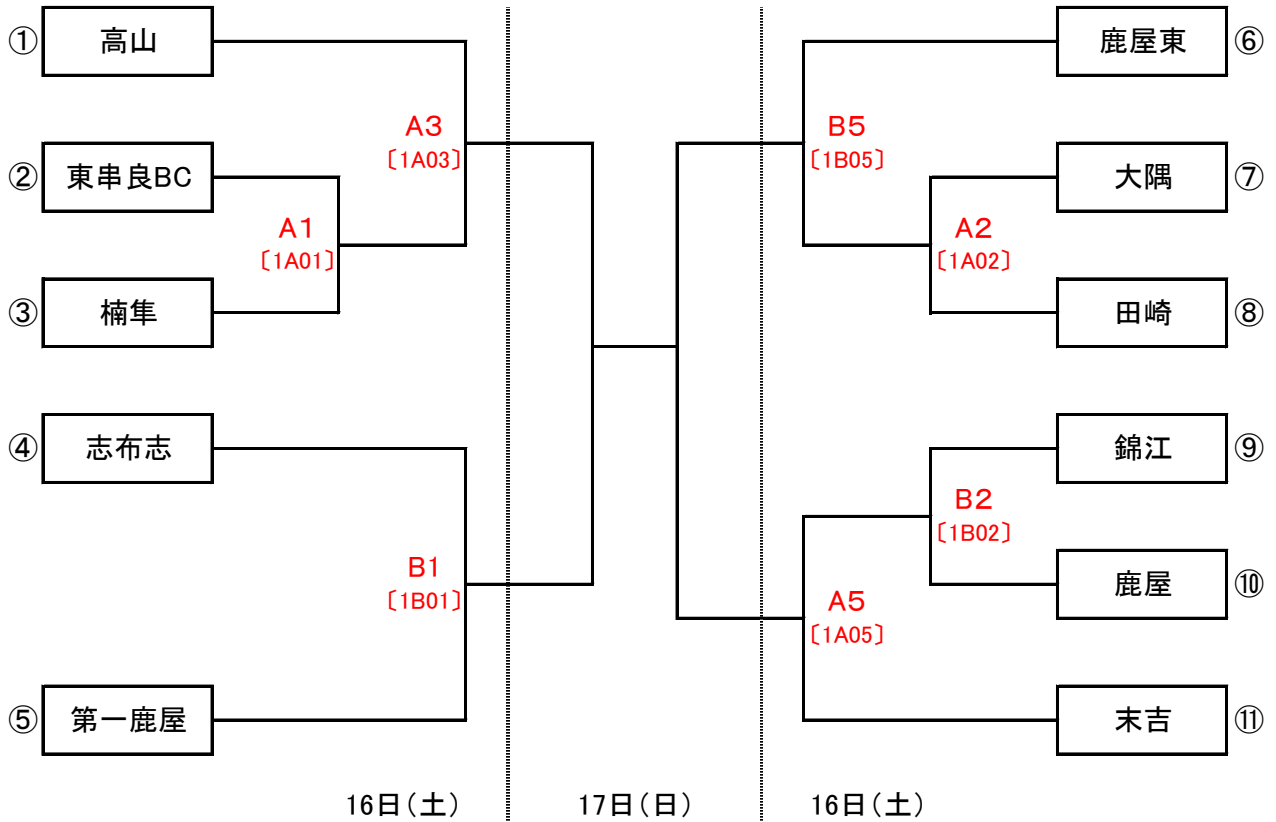 ① 高山
A3
〔1A03〕
② 東串良BC
A1
〔1A01〕
③ 楠隼
④ 志布志
B1
〔1B01〕
⑤ 第一鹿屋
鹿屋東 ⑥
B5
〔1B05〕
大隅 ⑦
A2
〔1A02〕
田崎 ⑧
錦江 ⑨
B2
〔1B02〕
鹿屋 ⑩
A5
〔1A05〕
末吉 ⑪
16日(土) 17日(日) 16日(土)